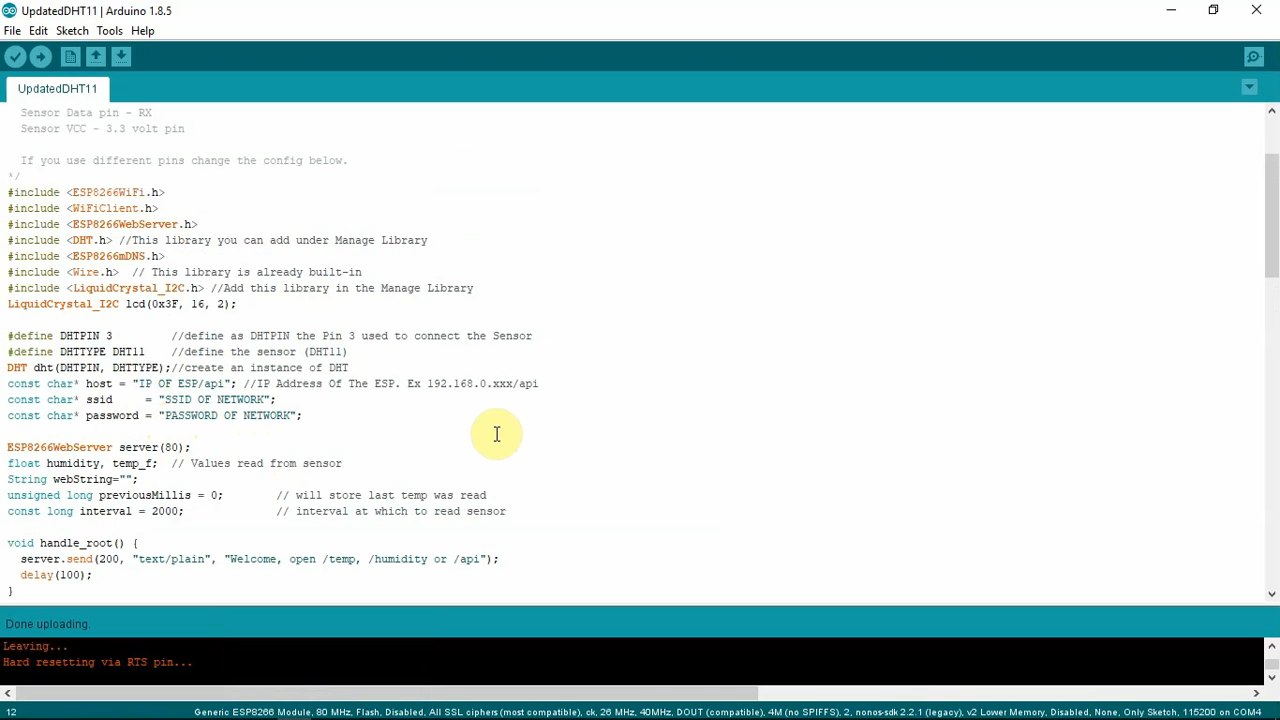 UpdatedDHT11 | Arduino 1.8.5
File Edit Sketch Tools Help
UpdatedDHT11
Sensor Data pin - RX
Sensor VCC - 3.3 volt pin
If you use different pins change the config below.
*/
#include <ESP8266WiFi.h>
#include <WiFiClient.h>
#include <ESP8266WebServer.h>
#include <DHT.h> //This library you can add under Manage Library
#include <ESP8266mDNS.h>
#include <Wire.h>  // This library is already built-in
#include <LiquidCrystal_I2C.h> //Add this library in the Manage Library
LiquidCrystal_I2C lcd(0x3F, 16, 2);
#define DHTPIN 3         //define as DHTPIN the Pin 3 used to connect the Sensor
#define DHTTYPE DHT11    //define the sensor (DHT11)
DHT dht(DHTPIN, DHTTYPE);//create an instance of DHT
const char* host = "IP OF ESP/api"; //IP Address Of The ESP. Ex 192.168.0.xxx/api
const char* ssid     = "SSID OF NETWORK";
const char* password = "PASSWORD OF NETWORK";
ESP8266WebServer server(80);
float humidity, temp_f;  // Values read from sensor
String webString="";
unsigned long previousMillis = 0;        // will store last temp was read
const long interval = 2000;              // interval at which to read sensor
void handle_root() {
server.send(200, "text/plain", "Welcome, open /temp, /humidity or /api");
delay(100);
}
Done uploading.
Leaving...
Hard resetting via RTS pin...
12 Generic ESP8266 Module, 80 MHz, Flash, Disabled, All SSL ciphers (most compatible), ck, 26 MHz, 40MHz, DOUT (compatible), 4M (no SPIFFS), 2, nonos-sdk 2.2.1 (legacy), v2 Lower Memory, Disabled, None, Only Sketch, 115200 on COM4